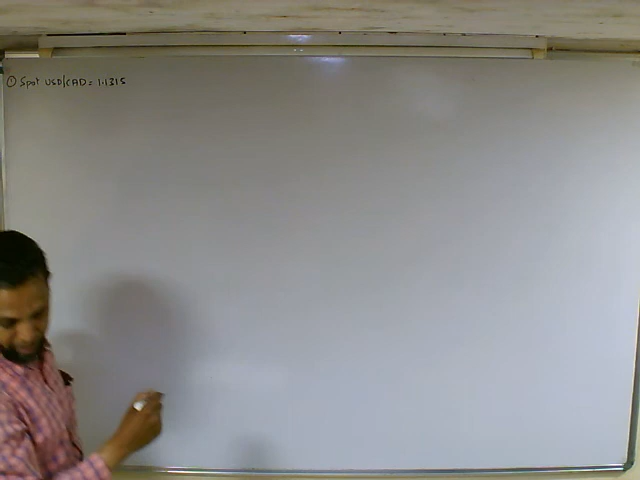 ① Spot USD/CAD = 1.1315